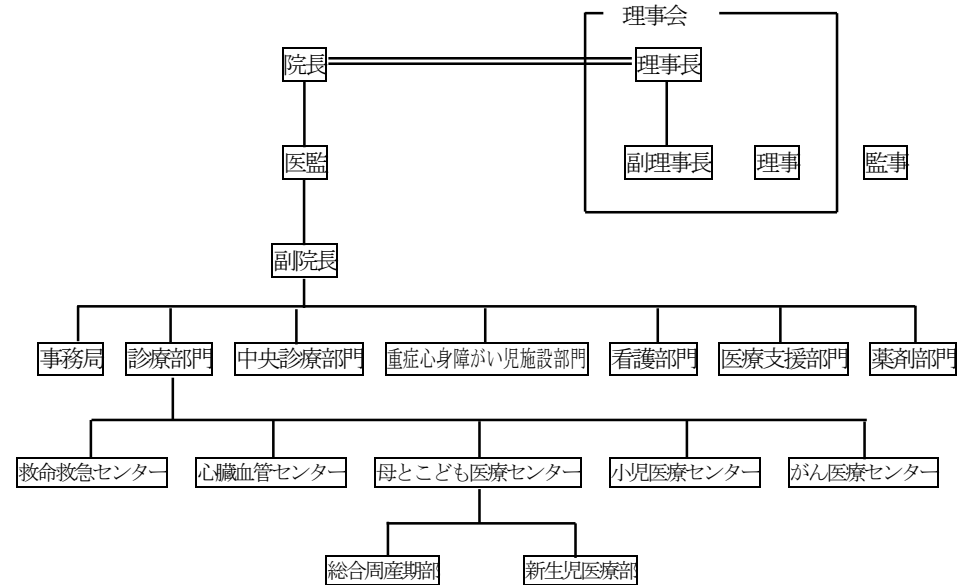 理事会
院長
理事長
医監
副理事長
理事
監事
副院長
事務局
診療部門
中央診療部門
重症心身障がい児施設部門
看護部門
医療支援部門
薬剤部門
救命救急センター
心臓血管センター
母とこども医療センター
小児医療センター
がん医療センター
総合周産期部
新生児医療部